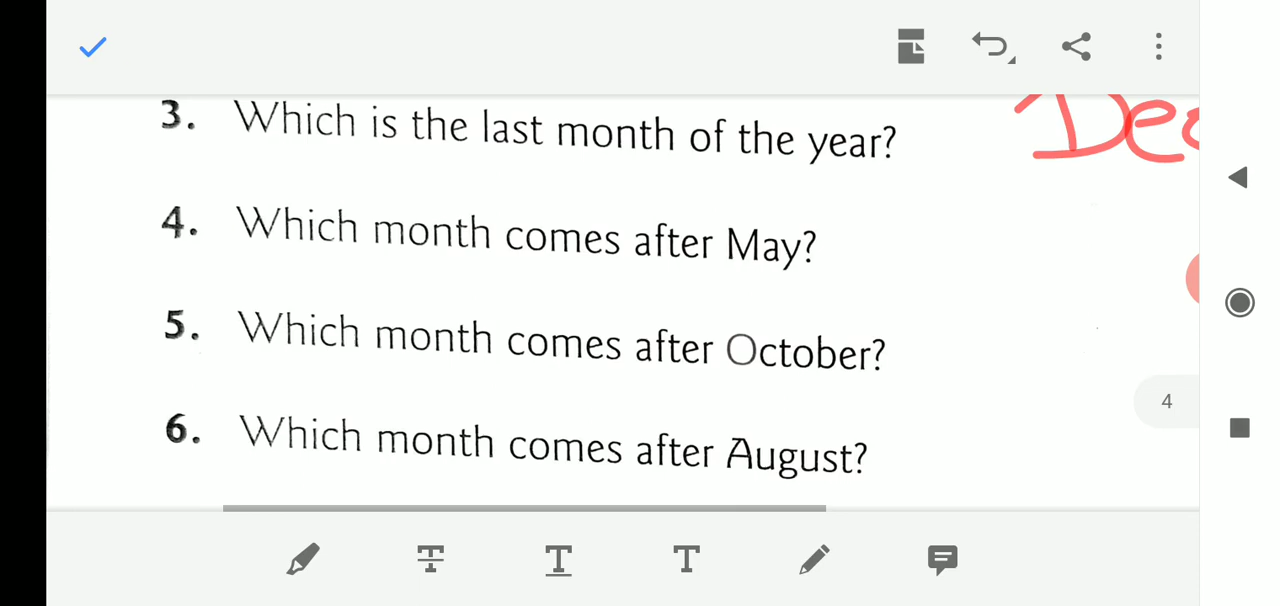 3. Which is the last month of the year? Dec
4. Which month comes after May?
5. Which month comes after October?
4
6. Which month comes after August?
T T T